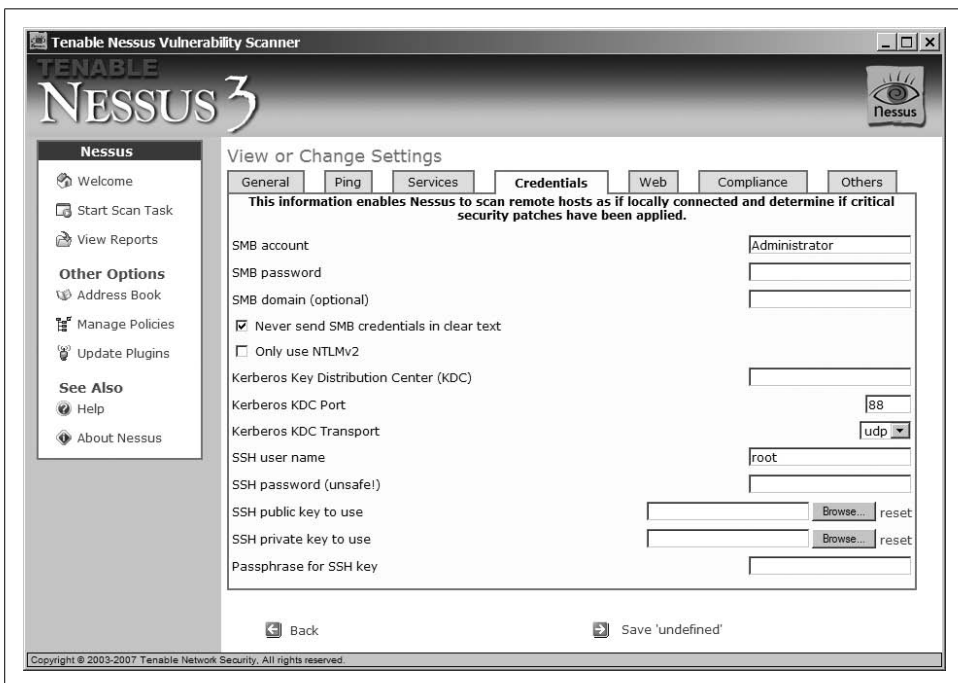 Tenable Nessus Vulnerability Scanner
TENABLE
NESSUS 3
Nessus
Nessus
Welcome
Start Scan Task
View Reports
Other Options
Address Book
Manage Policies
Update Plugins
See Also
Help
About Nessus
View or Change Settings
General Ping Services Credentials Web Compliance Others
This information enables Nessus to scan remote hosts as if locally connected and determine if critical
security patches have been applied.
SMB account Administrator
SMB password
SMB domain (optional)
Never send SMB credentials in clear text
Only use NTLMv2
Kerberos Key Distribution Center (KDC)
Kerberos KDC Port 88
Kerberos KDC Transport udp
SSH user name root
SSH password (unsafe!)
SSH public key to use Browse... reset
SSH private key to use Browse... reset
Passphrase for SSH key
Back Save 'undefined'
Copyright © 2003-2007 Tenable Network Security, All rights reserved.